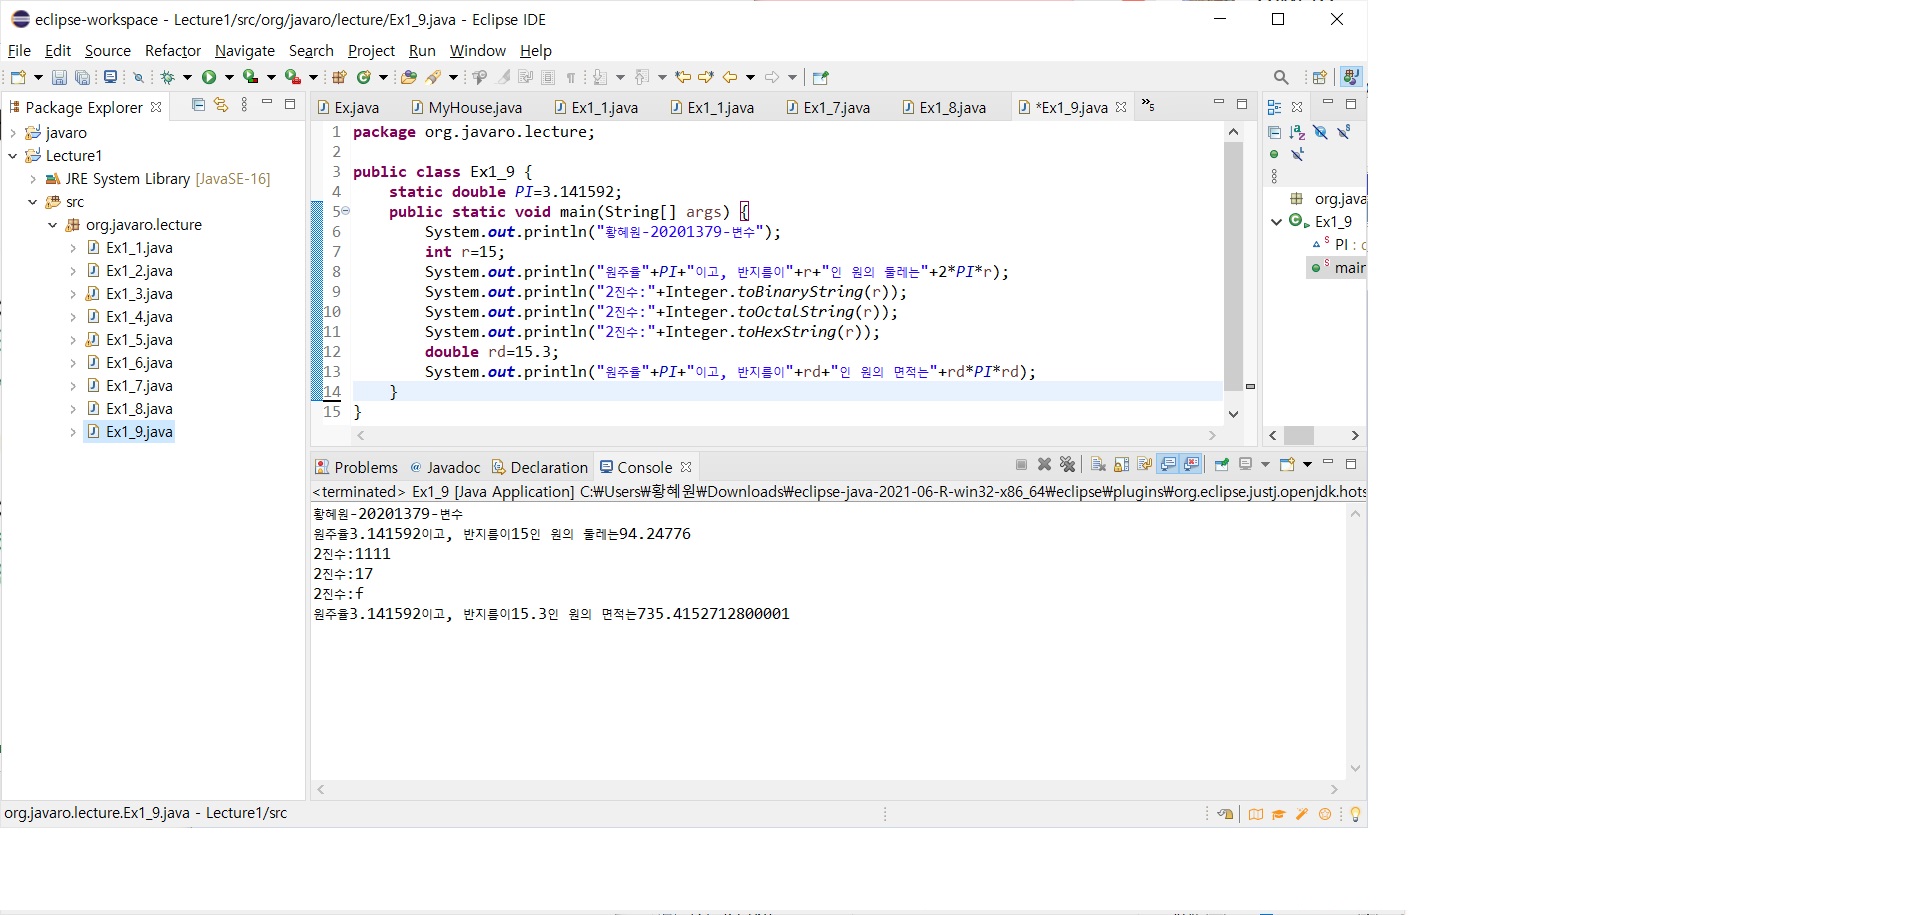 eclipse-workspace - Lecture1/src/org/javaro/lecture/Ex1_9.java - Eclipse IDE
File Edit Source Refactor Navigate Search Project Run Window Help
Package Explorer
javaro
Lecture1
JRE System Library [JavaSE-16]
src
org.javaro.lecture
Ex1_1.java
Ex1_2.java
Ex1_3.java
Ex1_4.java
Ex1_5.java
Ex1_6.java
Ex1_7.java
Ex1_8.java
Ex1_9.java
Ex.java MyHouse.java Ex1_1.java Ex1_1.java Ex1_7.java Ex1_8.java *Ex1_9.java »5
1 package org.javaro.lecture;
2
3 public class Ex1_9 {
4     static double PI=3.141592;
5     public static void main(String[] args) {
6         System.out.println("황혜원-20201379-변수");
7         int r=15;
8         System.out.println("원주율"+PI+"이고, 반지름이"+r+"인 원의 둘레는"+2*PI*r);
9         System.out.println("2진수:"+Integer.toBinaryString(r));
10         System.out.println("2진수:"+Integer.toOctalString(r));
11         System.out.println("2진수:"+Integer.toHexString(r));
12         double rd=15.3;
13         System.out.println("원주율"+PI+"이고, 반지름이"+rd+"인 원의 면적는"+rd*PI*rd);
14     }
15 }
org.java
Ex1_9
PI : 
main
Problems Javadoc Declaration Console
<terminated> Ex1_9 [Java Application] C:₩Users₩황혜원₩Downloads₩eclipse-java-2021-06-R-win32-x86_64₩eclipse₩plugins₩org.eclipse.justj.openjdk.hots
황혜원-20201379-변수
원주율3.141592이고, 반지름이15인 원의 둘레는94.24776
2진수:1111
2진수:17
2진수:f
원주율3.141592이고, 반지름이15.3인 원의 면적는735.4152712800001
org.javaro.lecture.Ex1_9.java - Lecture1/src